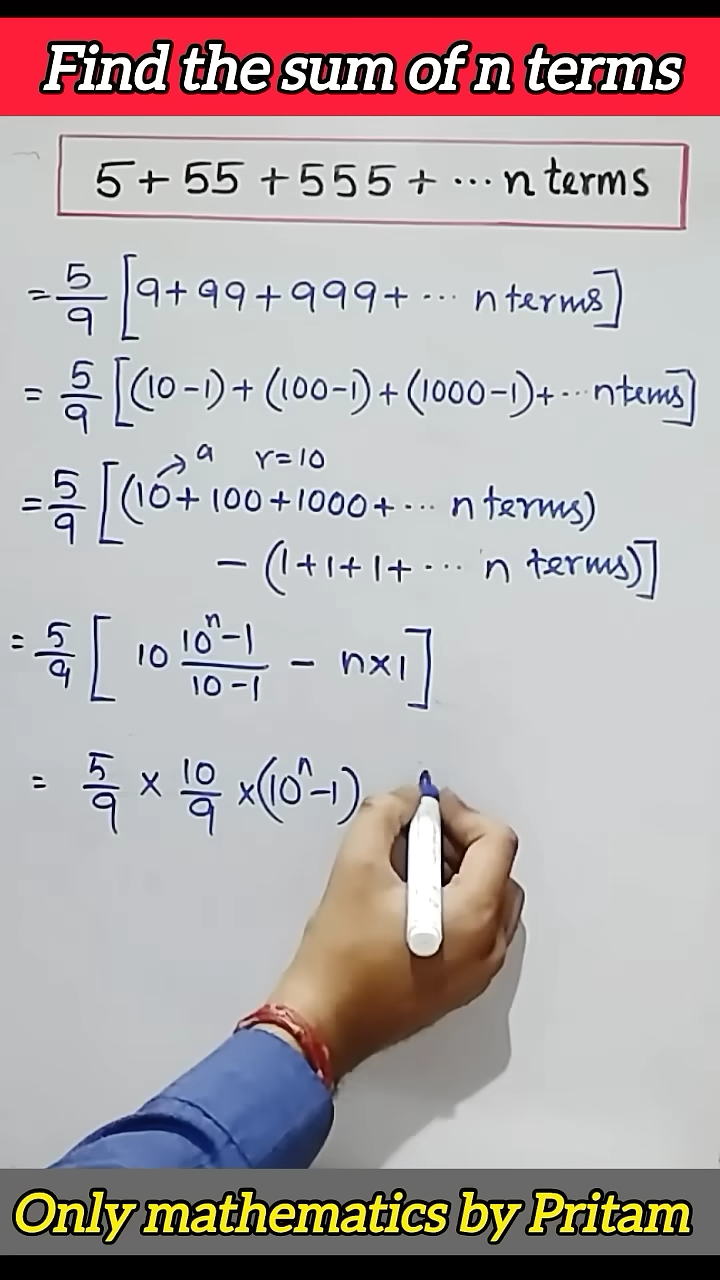 Find the sum of n terms
5 + 55 + 555 + ... n terms
= 5/9 [9 + 99 + 999 + ... n terms]
= 5/9 [(10 - 1) + (100 - 1) + (1000 - 1) + ... n tems]
→ a r = 10
= 5/9 [(10 + 100 + 1000 + ... n terms)
- (1 + 1 + 1 + ... n terms)]
= 5/9 [10 (10^n - 1)/(10 - 1) - n × 1]
= 5/9 × 10/9 × (10^n - 1)
Only mathematics by Pritam